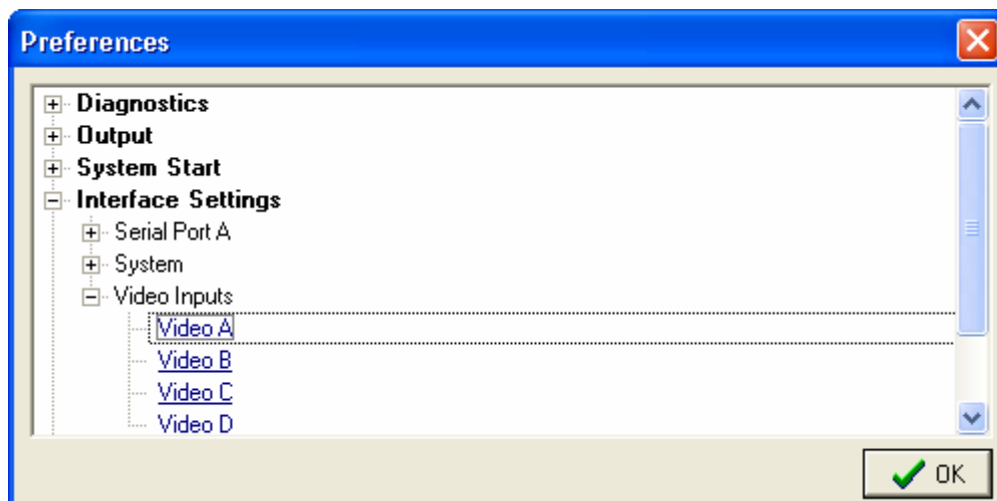 Preferences
Diagnostics
Output
System Start
Interface Settings
Serial Port A
System
Video Inputs
Video A
Video B
Video C
Video D
OK